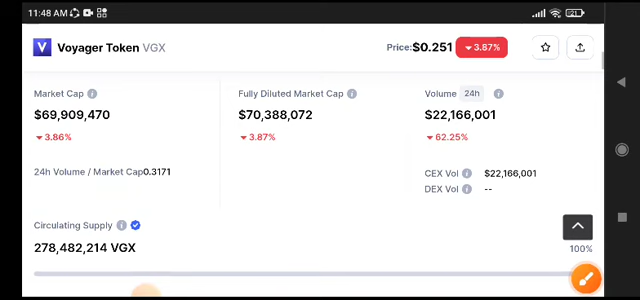 11:48 AM
21
V Voyager Token VGX
Price:$0.251 3.87%
Market Cap
$69,909,470
3.86%
24h Volume / Market Cap0.3171
Fully Diluted Market Cap
$70,388,072
3.87%
Volume 24h
$22,166,001
62.25%
CEX Vol $22,166,001
DEX Vol --
Circulating Supply
278,482,214 VGX
100%